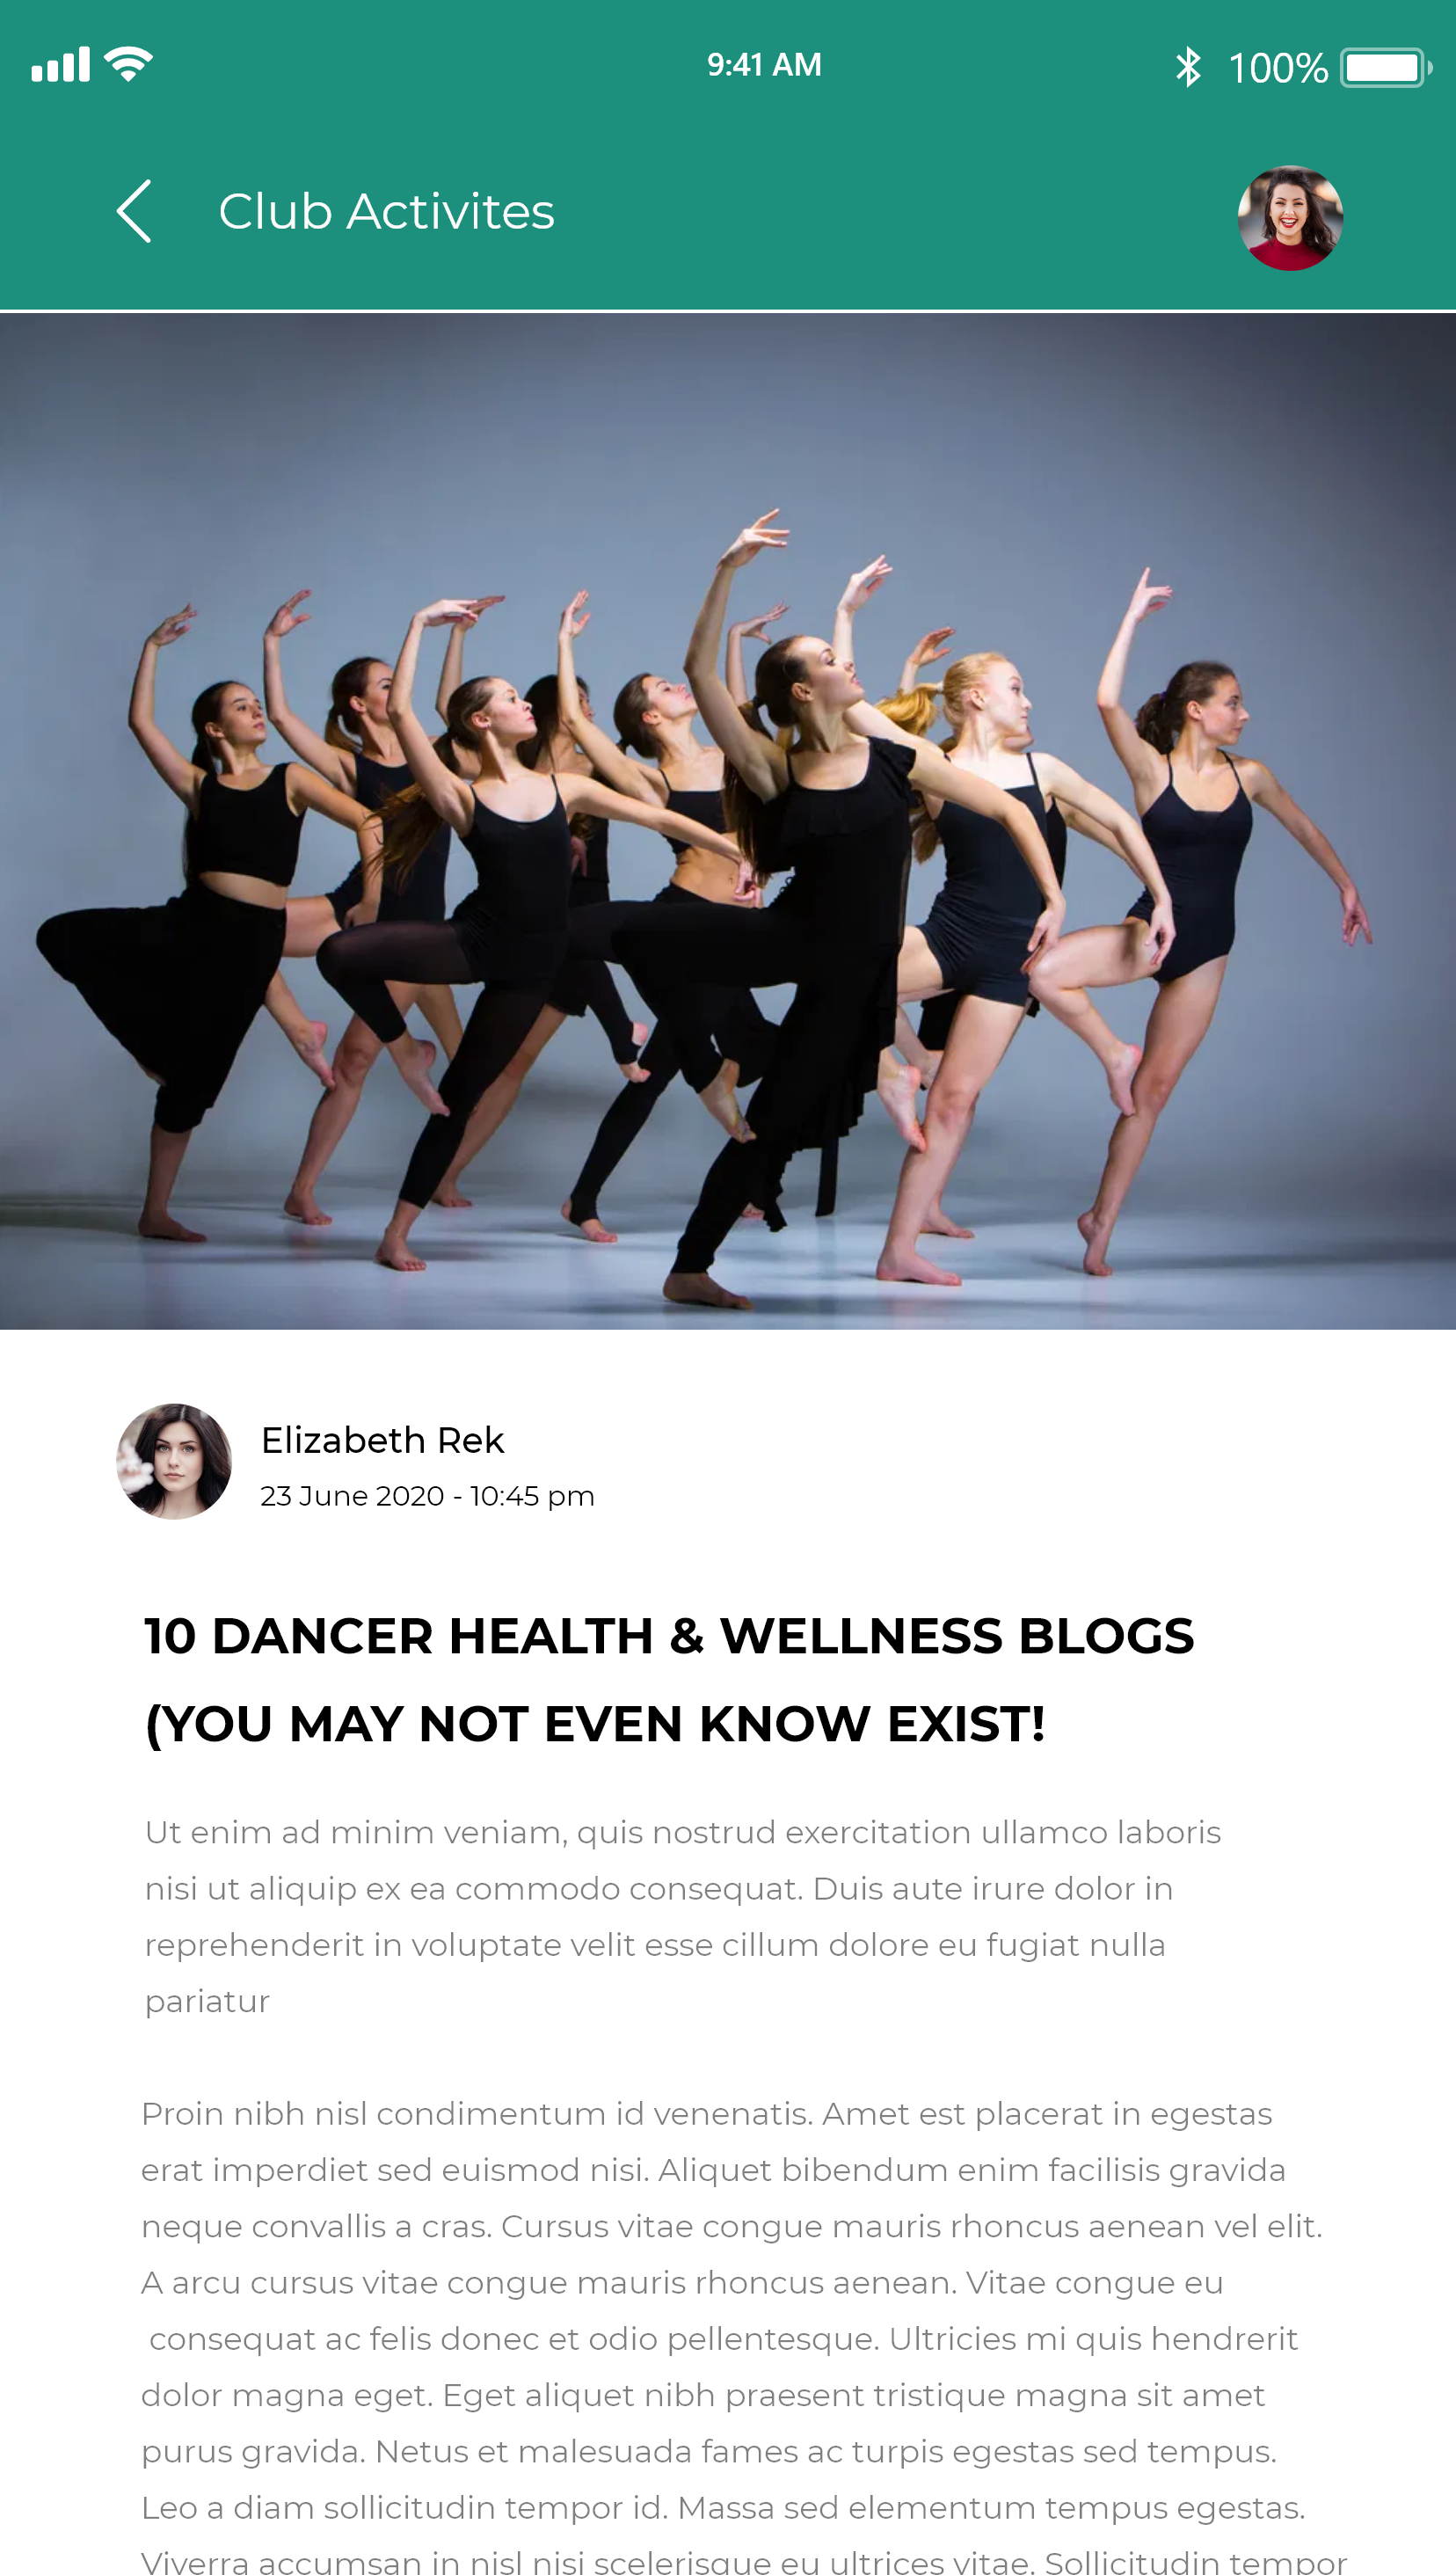 9:41 AM
100%
Club Activites
Elizabeth Rek
23 June 2020 - 10:45 pm
10 DANCER HEALTH & WELLNESS BLOGS
(YOU MAY NOT EVEN KNOW EXIST!
Ut enim ad minim veniam, quis nostrud exercitation ullamco laboris
nisi ut aliquip ex ea commodo consequat. Duis aute irure dolor in
reprehenderit in voluptate velit esse cillum dolore eu fugiat nulla
pariatur
Proin nibh nisl condimentum id venenatis. Amet est placerat in egestas
erat imperdiet sed euismod nisi. Aliquet bibendum enim facilisis gravida
neque convallis a cras. Cursus vitae congue mauris rhoncus aenean vel elit.
A arcu cursus vitae congue mauris rhoncus aenean. Vitae congue eu
consequat ac felis donec et odio pellentesque. Ultricies mi quis hendrerit
dolor magna eget. Eget aliquet nibh praesent tristique magna sit amet
purus gravida. Netus et malesuada fames ac turpis egestas sed tempus.
Leo a diam sollicitudin tempor id. Massa sed elementum tempus egestas.
Viverra accumsan in nisl nisi scelerisque eu ultrices vitae. Sollicitudin tempor